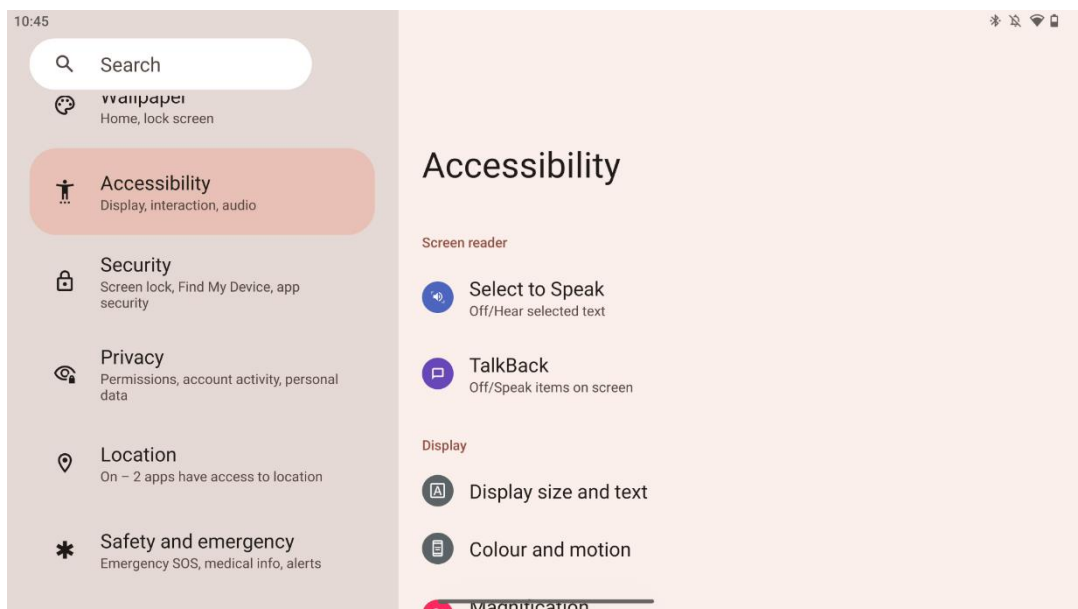 10:45
Search
Wallpaper
Home, lock screen
Accessibility
Display, interaction, audio
Security
Screen lock, Find My Device, app
security
Privacy
Permissions, account activity, personal
data
Location
On – 2 apps have access to location
Safety and emergency
Emergency SOS, medical info, alerts
Accessibility
Screen reader
Select to Speak
Off/Hear selected text
TalkBack
Off/Speak items on screen
Display
Display size and text
Colour and motion
Magnification